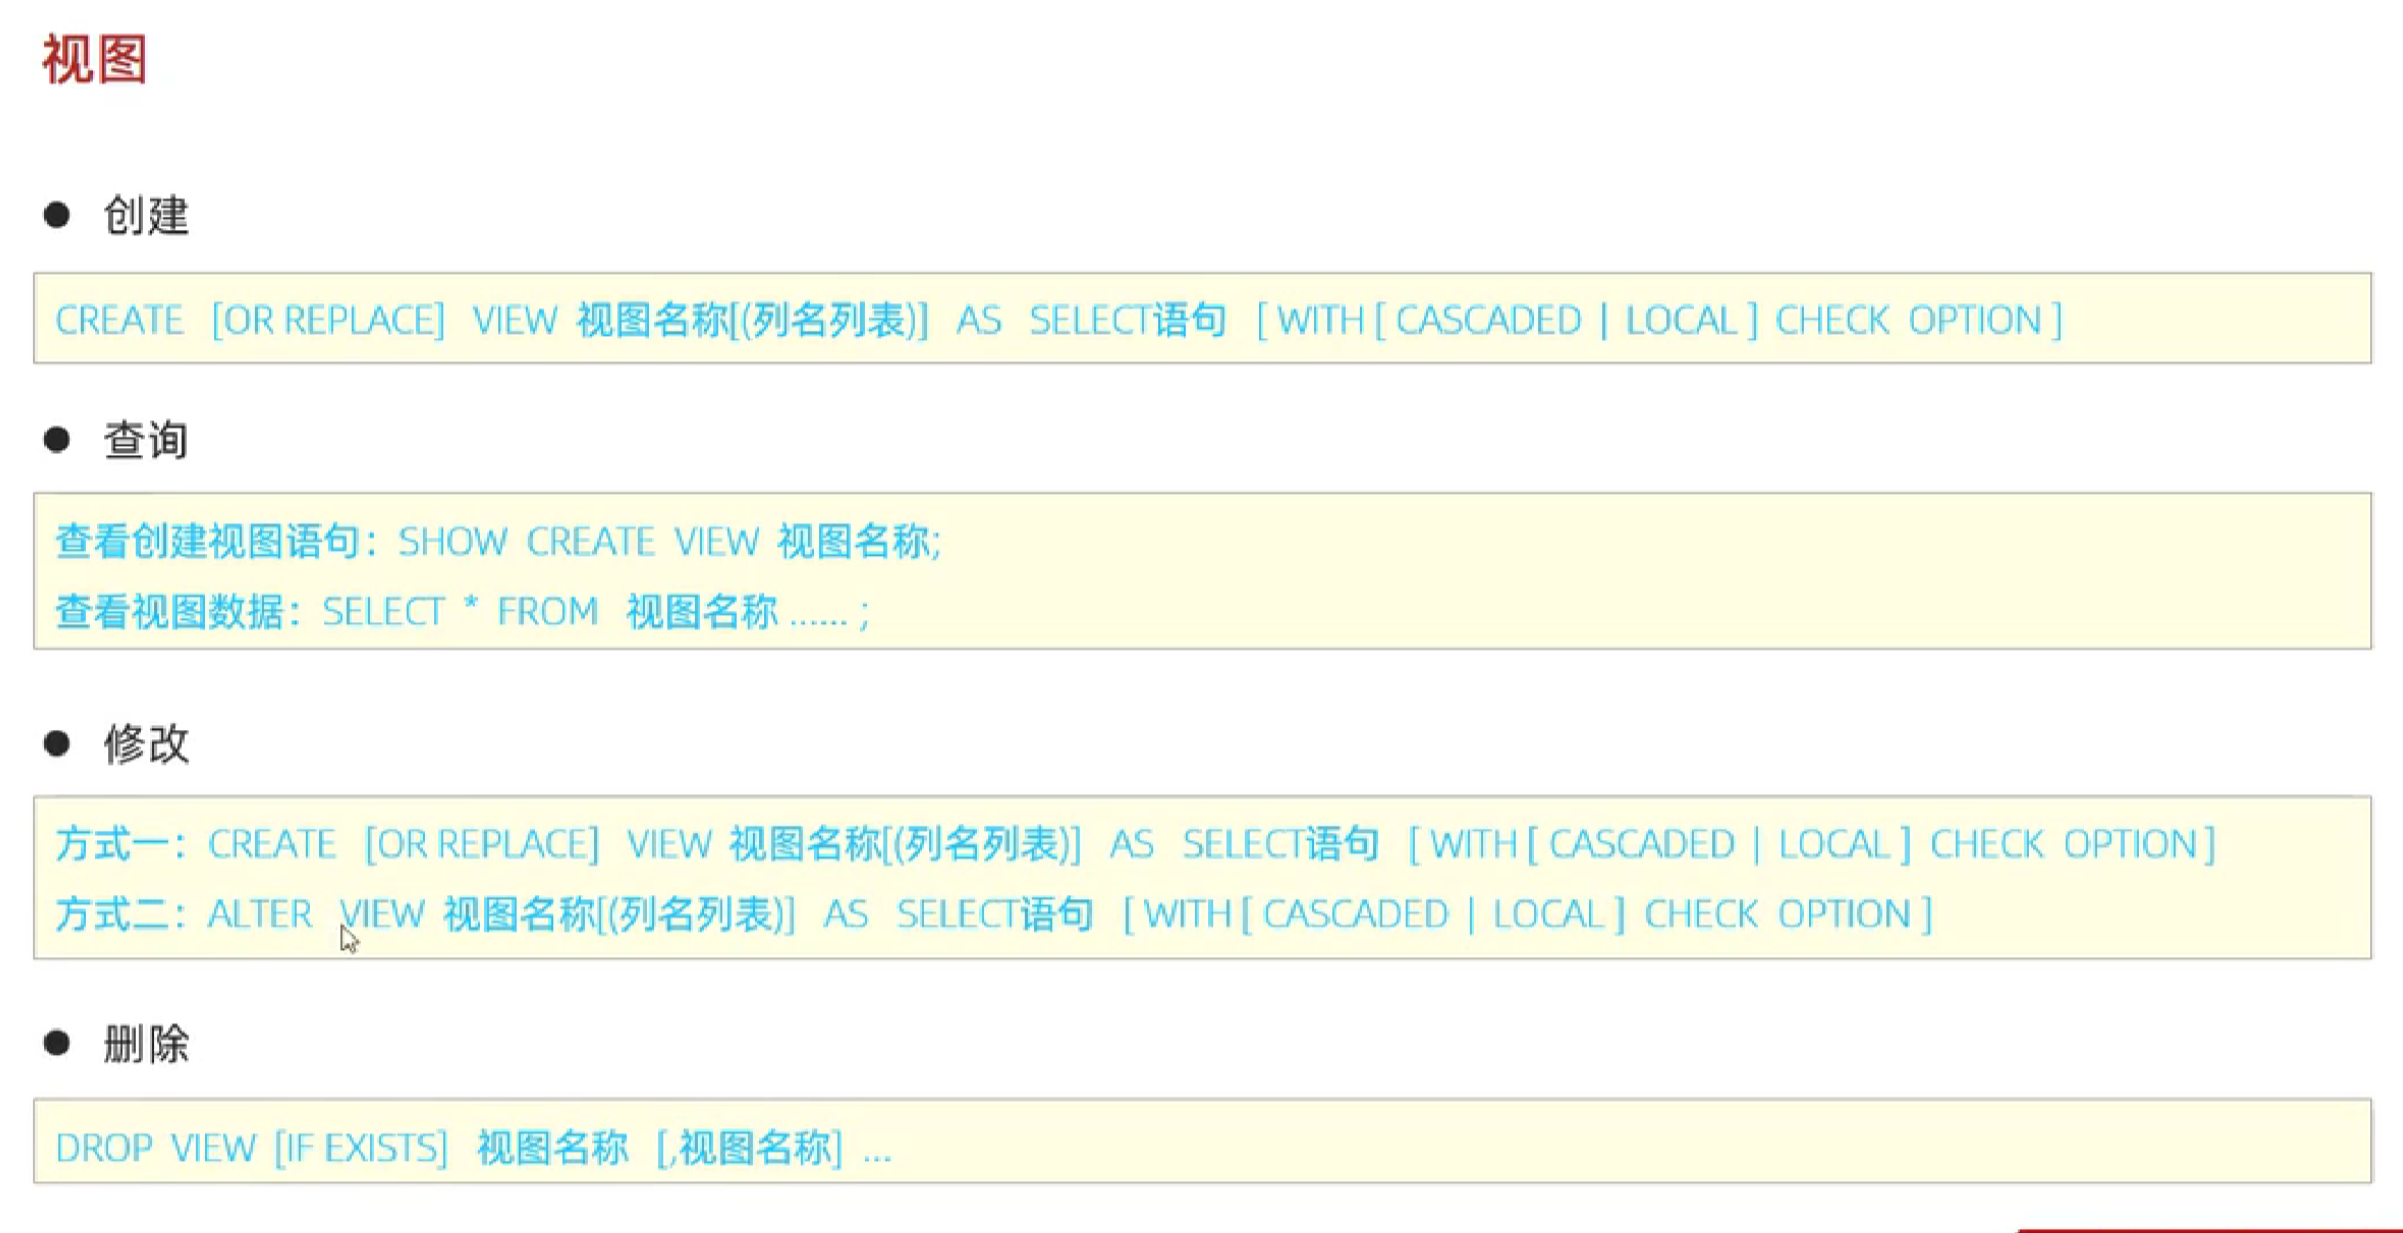 视图
● 创建
CREATE [OR REPLACE] VIEW 视图名称[(列名列表)] AS SELECT语句 [ WITH [ CASCADED | LOCAL ] CHECK OPTION ]
● 查询
查看创建视图语句：SHOW CREATE VIEW 视图名称;
查看视图数据：SELECT * FROM 视图名称 ...... ;
● 修改
方式一：CREATE [OR REPLACE] VIEW 视图名称[(列名列表)] AS SELECT语句 [ WITH [ CASCADED | LOCAL ] CHECK OPTION ]
方式二：ALTER VIEW 视图名称[(列名列表)] AS SELECT语句 [ WITH [ CASCADED | LOCAL ] CHECK OPTION ]
● 删除
DROP VIEW [IF EXISTS] 视图名称 [,视图名称] ...